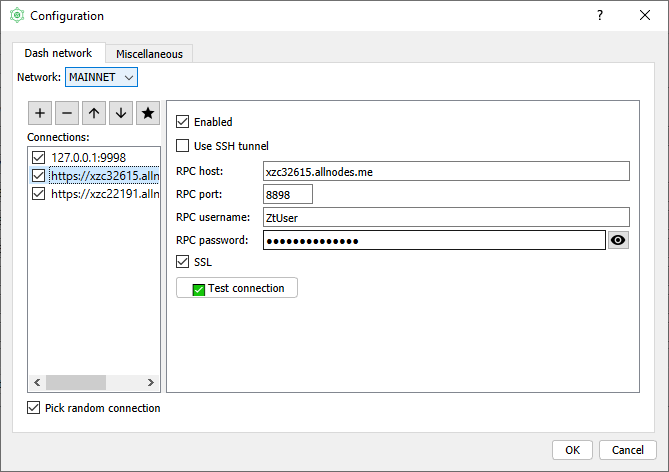 Configuration
Dash network
Miscellaneous
Network: MAINNET
Connections:
127.0.0.1:9998
https://xzc32615.alln
https://xzc22191.alln
Pick random connection
Enabled
Use SSH tunnel
RPC host: xzc32615.allnodes.me
RPC port: 8898
RPC username: ZtUser
RPC password: ●●●●●●●●●●●●●●
SSL
Test connection
OK
Cancel